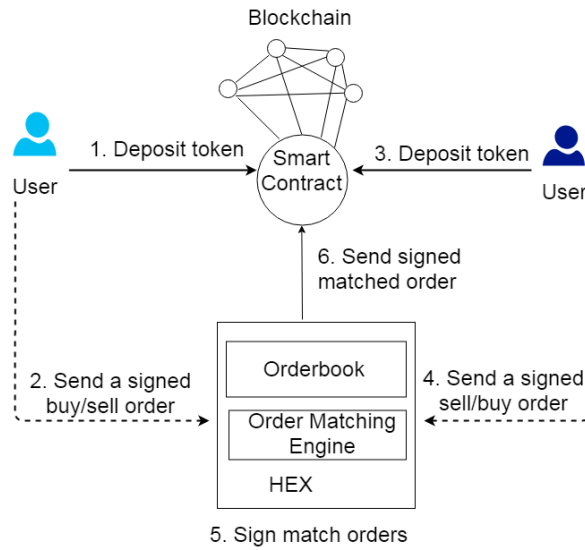 Blockchain
1. Deposit token
Smart
Contract
3. Deposit token
User
User
6. Send signed
matched order
2. Send a signed
buy/sell order
Orderbook
Order Matching
Engine
HEX
4. Send a signed
sell/buy order
5. Sign match orders